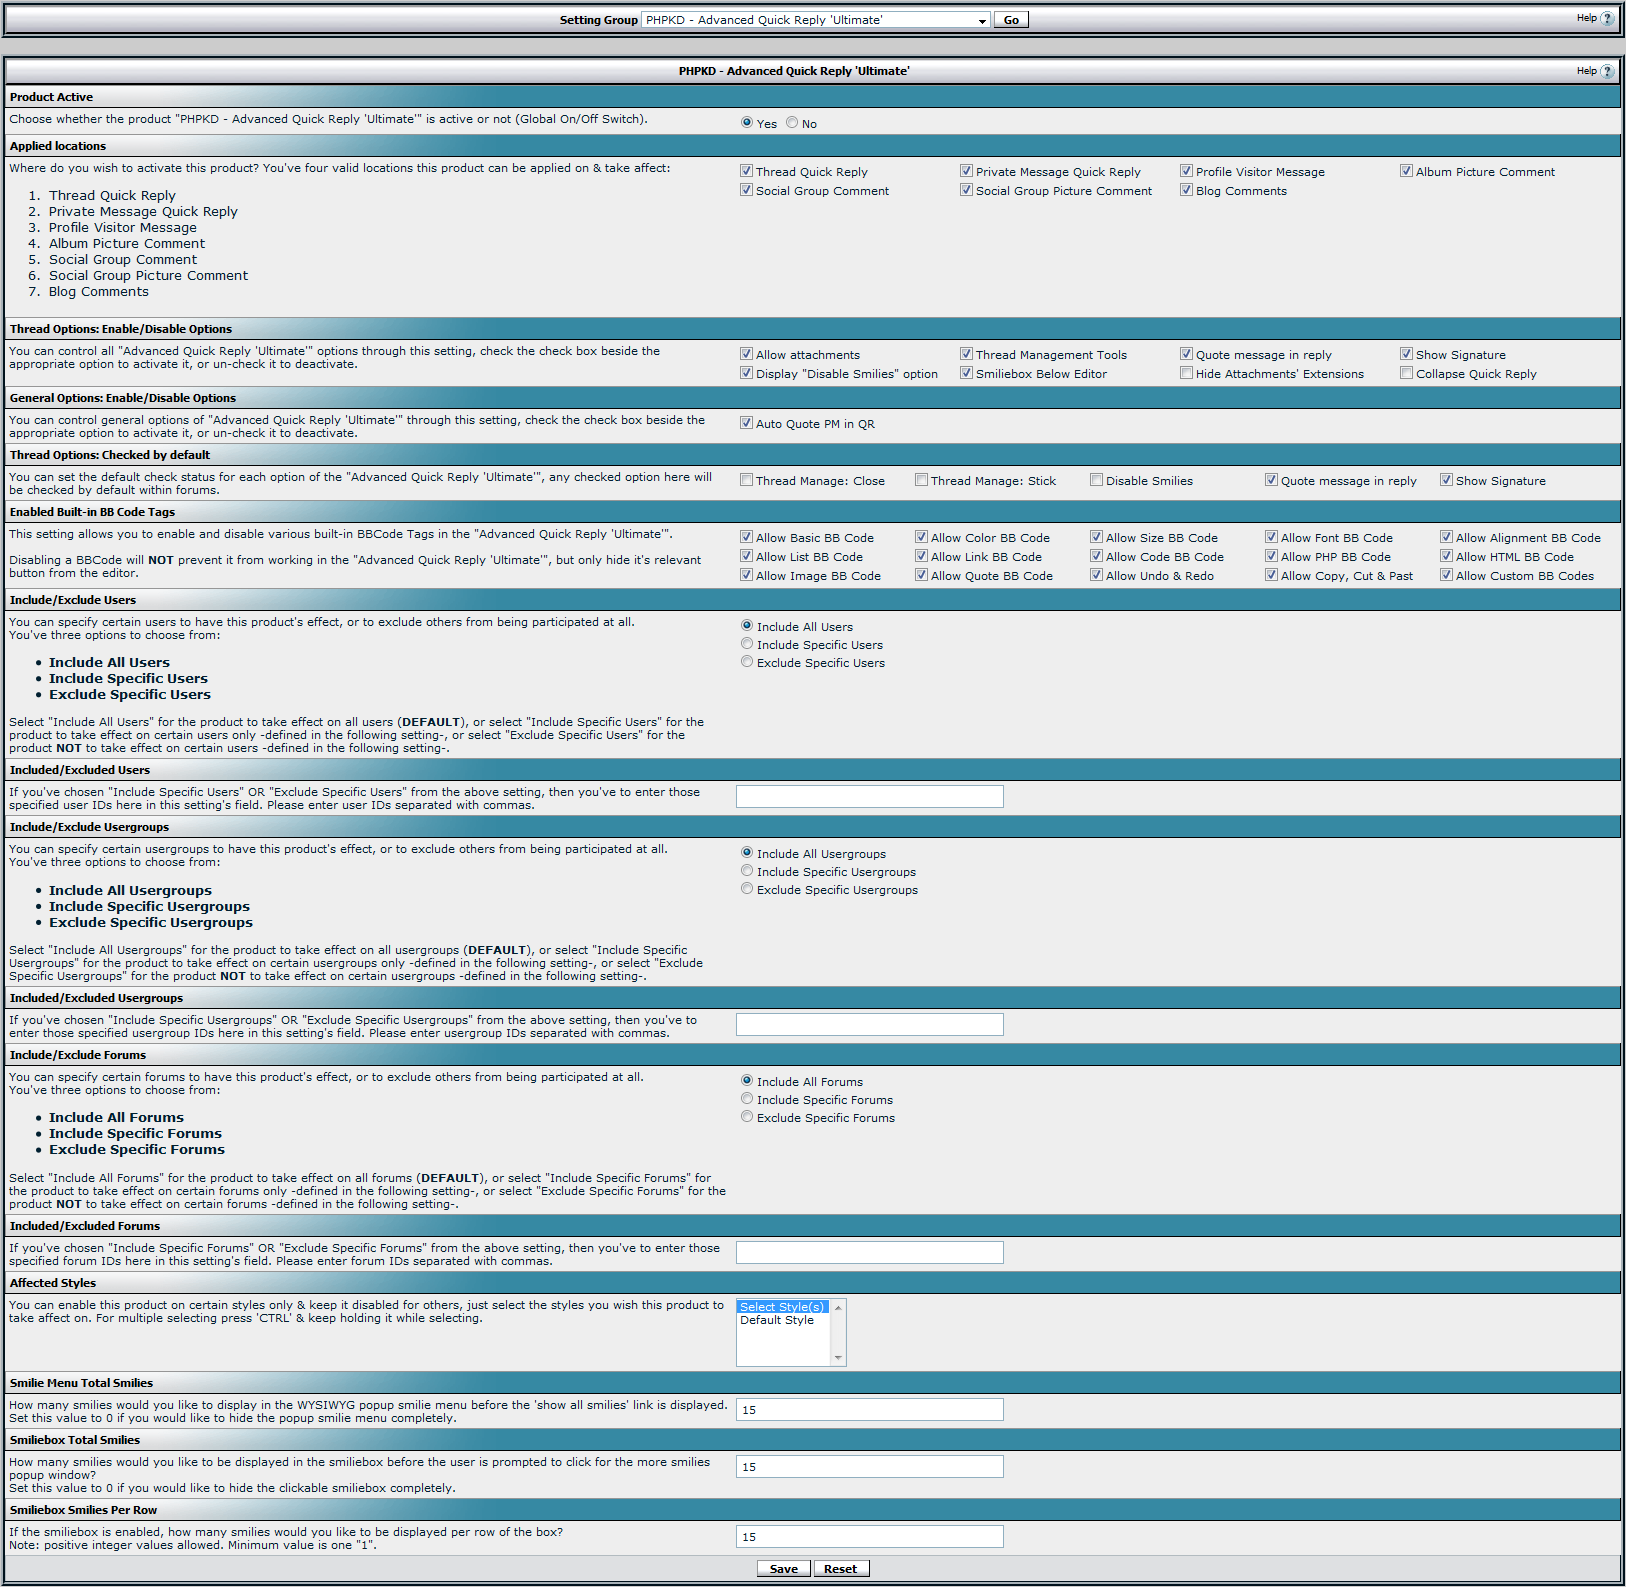 Setting Group PHPKD - Advanced Quick Reply 'Ultimate' Go Help ?
PHPKD - Advanced Quick Reply 'Ultimate' Help ?
Product Active
Choose whether the product "PHPKD - Advanced Quick Reply 'Ultimate'" is active or not (Global On/Off Switch).
Yes No
Applied locations
Where do you wish to activate this product? You've four valid locations this product can be applied on & take affect:
1. Thread Quick Reply
2. Private Message Quick Reply
3. Profile Visitor Message
4. Album Picture Comment
5. Social Group Comment
6. Social Group Picture Comment
7. Blog Comments
Thread Quick Reply Private Message Quick Reply Profile Visitor Message Album Picture Comment
Social Group Comment Social Group Picture Comment Blog Comments
Thread Options: Enable/Disable Options
You can control all "Advanced Quick Reply 'Ultimate'" options through this setting, check the check box beside the
appropriate option to activate it, or un-check it to deactivate.
Allow attachments Thread Management Tools Quote message in reply Show Signature
Display "Disable Smilies" option Smiliebox Below Editor Hide Attachments' Extensions Collapse Quick Reply
General Options: Enable/Disable Options
You can control general options of "Advanced Quick Reply 'Ultimate'" through this setting, check the check box beside the
appropriate option to activate it, or un-check it to deactivate.
Auto Quote PM in QR
Thread Options: Checked by default
You can set the default check status for each option of the "Advanced Quick Reply 'Ultimate'", any checked option here will
be checked by default within forums.
Thread Manage: Close Thread Manage: Stick Disable Smilies Quote message in reply Show Signature
Enabled Built-in BB Code Tags
This setting allows you to enable and disable various built-in BBCode Tags in the "Advanced Quick Reply 'Ultimate'".
Disabling a BBCode will NOT prevent it from working in the "Advanced Quick Reply 'Ultimate'", but only hide it's relevant
button from the editor.
Allow Basic BB Code Allow Color BB Code Allow Size BB Code Allow Font BB Code Allow Alignment BB Code
Allow List BB Code Allow Link BB Code Allow Code BB Code Allow PHP BB Code Allow HTML BB Code
Allow Image BB Code Allow Quote BB Code Allow Undo & Redo Allow Copy, Cut & Past Allow Custom BB Codes
Include/Exclude Users
You can specify certain users to have this product's effect, or to exclude others from being participated at all.
You've three options to choose from:
• Include All Users
• Include Specific Users
• Exclude Specific Users
Select "Include All Users" for the product to take effect on all users (DEFAULT), or select "Include Specific Users" for the
product to take effect on certain users only -defined in the following setting-, or select "Exclude Specific Users" for the
product NOT to take effect on certain users -defined in the following setting-.
Include All Users
Include Specific Users
Exclude Specific Users
Included/Excluded Users
If you've chosen "Include Specific Users" OR "Exclude Specific Users" from the above setting, then you've to enter those
specified user IDs here in this setting's field. Please enter user IDs separated with commas.
Include/Exclude Usergroups
You can specify certain usergroups to have this product's effect, or to exclude others from being participated at all.
You've three options to choose from:
• Include All Usergroups
• Include Specific Usergroups
• Exclude Specific Usergroups
Select "Include All Usergroups" for the product to take effect on all usergroups (DEFAULT), or select "Include Specific
Usergroups" for the product to take effect on certain usergroups only -defined in the following setting-, or select "Exclude
Specific Usergroups" for the product NOT to take effect on certain usergroups -defined in the following setting-.
Include All Usergroups
Include Specific Usergroups
Exclude Specific Usergroups
Included/Excluded Usergroups
If you've chosen "Include Specific Usergroups" OR "Exclude Specific Usergroups" from the above setting, then you've to
enter those specified usergroup IDs here in this setting's field. Please enter usergroup IDs separated with commas.
Include/Exclude Forums
You can specify certain forums to have this product's effect, or to exclude others from being participated at all.
You've three options to choose from:
• Include All Forums
• Include Specific Forums
• Exclude Specific Forums
Select "Include All Forums" for the product to take effect on all forums (DEFAULT), or select "Include Specific Forums" for
the product to take effect on certain forums only -defined in the following setting-, or select "Exclude Specific Forums" for the
product NOT to take effect on certain forums -defined in the following setting-.
Include All Forums
Include Specific Forums
Exclude Specific Forums
Included/Excluded Forums
If you've chosen "Include Specific Forums" OR "Exclude Specific Forums" from the above setting, then you've to enter those
specified forum IDs here in this setting's field. Please enter forum IDs separated with commas.
Affected Styles
You can enable this product on certain styles only & keep it disabled for others, just select the styles you wish this product to
take affect on. For multiple selecting press 'CTRL' & keep holding it while selecting.
Select Style(s)
Default Style
Smilie Menu Total Smilies
How many smilies would you like to display in the WYSIWYG popup smilie menu before the 'show all smilies' link is displayed.
Set this value to 0 if you would like to hide the popup smilie menu completely.
15
Smiliebox Total Smilies
How many smilies would you like to be displayed in the smiliebox before the user is prompted to click for the more smilies
popup window?
Set this value to 0 if you would like to hide the clickable smiliebox completely.
15
Smiliebox Smilies Per Row
If the smiliebox is enabled, how many smilies would you like to be displayed per row of the box?
Note: positive integer values allowed. Minimum value is one "1".
15
Save Reset